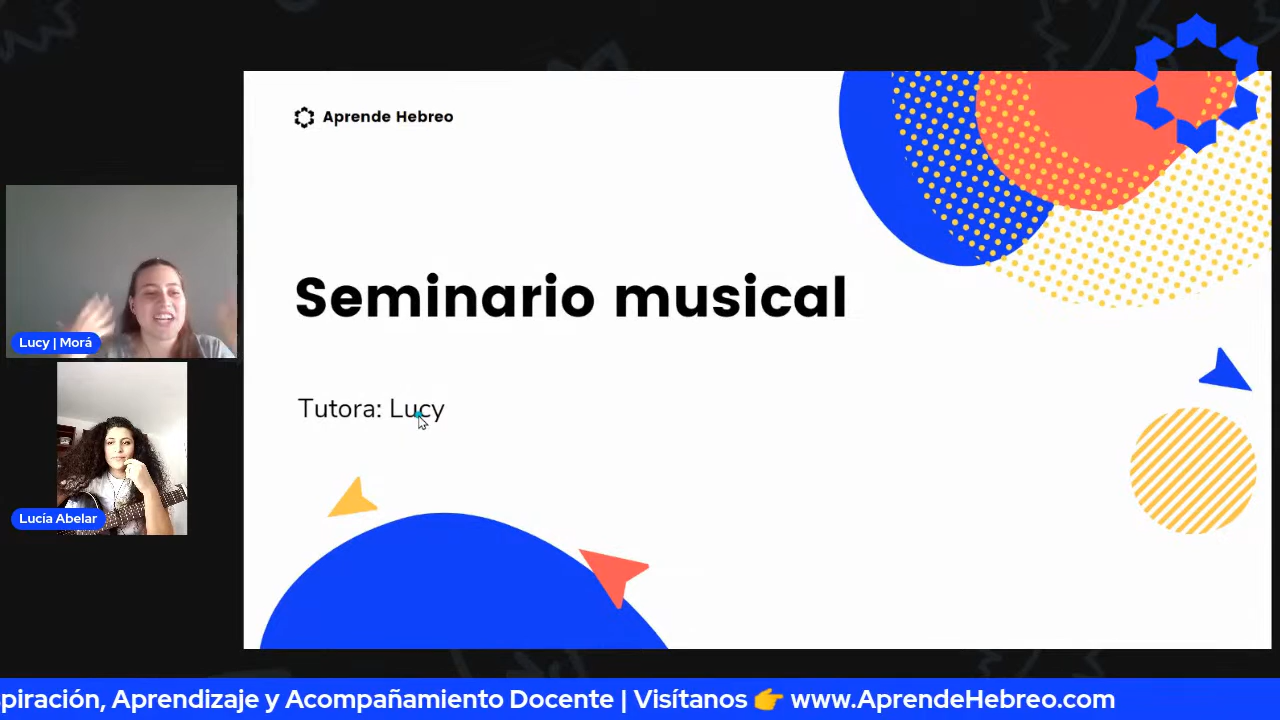 Aprende Hebreo
Seminario musical
Tutora: Lucy
Lucy | Morá
Lucía Abelar
piración, Aprendizaje y Acompañamiento Docente | Visítanos 👉 www.AprendeHebreo.com